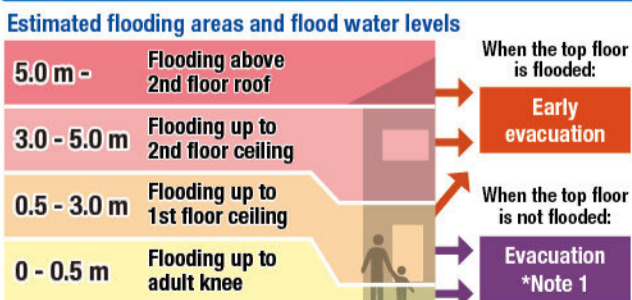 Estimated flooding areas and flood water levels
5.0 m -
Flooding above
2nd floor roof
3.0 - 5.0 m
Flooding up to
2nd floor ceiling
0.5 - 3.0 m
Flooding up to
1st floor ceiling
0 - 0.5 m
Flooding up to
adult knee
When the top floor
is flooded:
Early
evacuation
When the top floor
is not flooded:
Evacuation
*Note 1